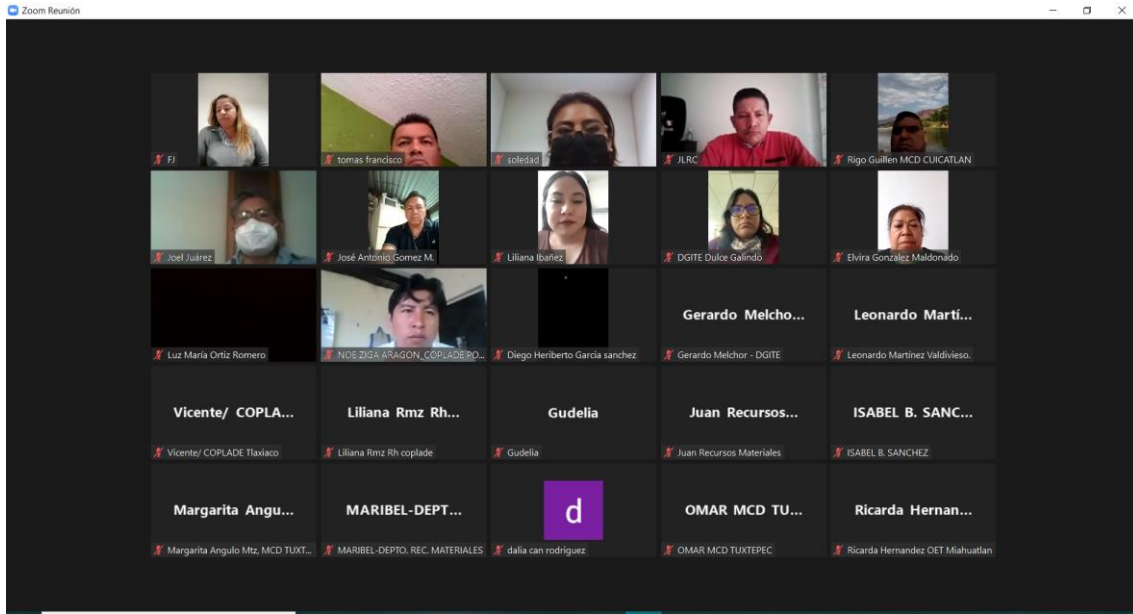 Zoom Reunión
FJ
tomas francisco
soledad
JLRC
Rigo Guillen MCD CUICATLAN
Joel Juárez
José Antonio Gomez M.
Liliana Ibañez
DGITE Dulce Galindo
Elvira Gonzalez Maldonado
Luz María Ortiz Romero
NOE ZIGA ARAGON_COPLADE PO...
Diego Heriberto Garcia sanchez
Gerardo Melcho...
Gerardo Melchor - DGITE
Leonardo Martí...
Leonardo Martínez Valdivieso.
Vicente/ COPLA...
Vicente/ COPLADE Tlaxiaco
Liliana Rmz Rh...
Liliana Rmz Rh coplade
Gudelia
Gudelia
Juan Recursos...
Juan Recursos Materiales
ISABEL B. SANC...
ISABEL B. SANCHEZ
Margarita Angu...
Margarita Angulo Mtz, MCD TUXT...
MARIBEL-DEPT...
MARIBEL-DEPTO. REC. MATERIALES
d
dalia can rodriguez
OMAR MCD TU...
OMAR MCD TUXTEPEC
Ricarda Hernan...
Ricarda Hernandez OET Miahuatlan